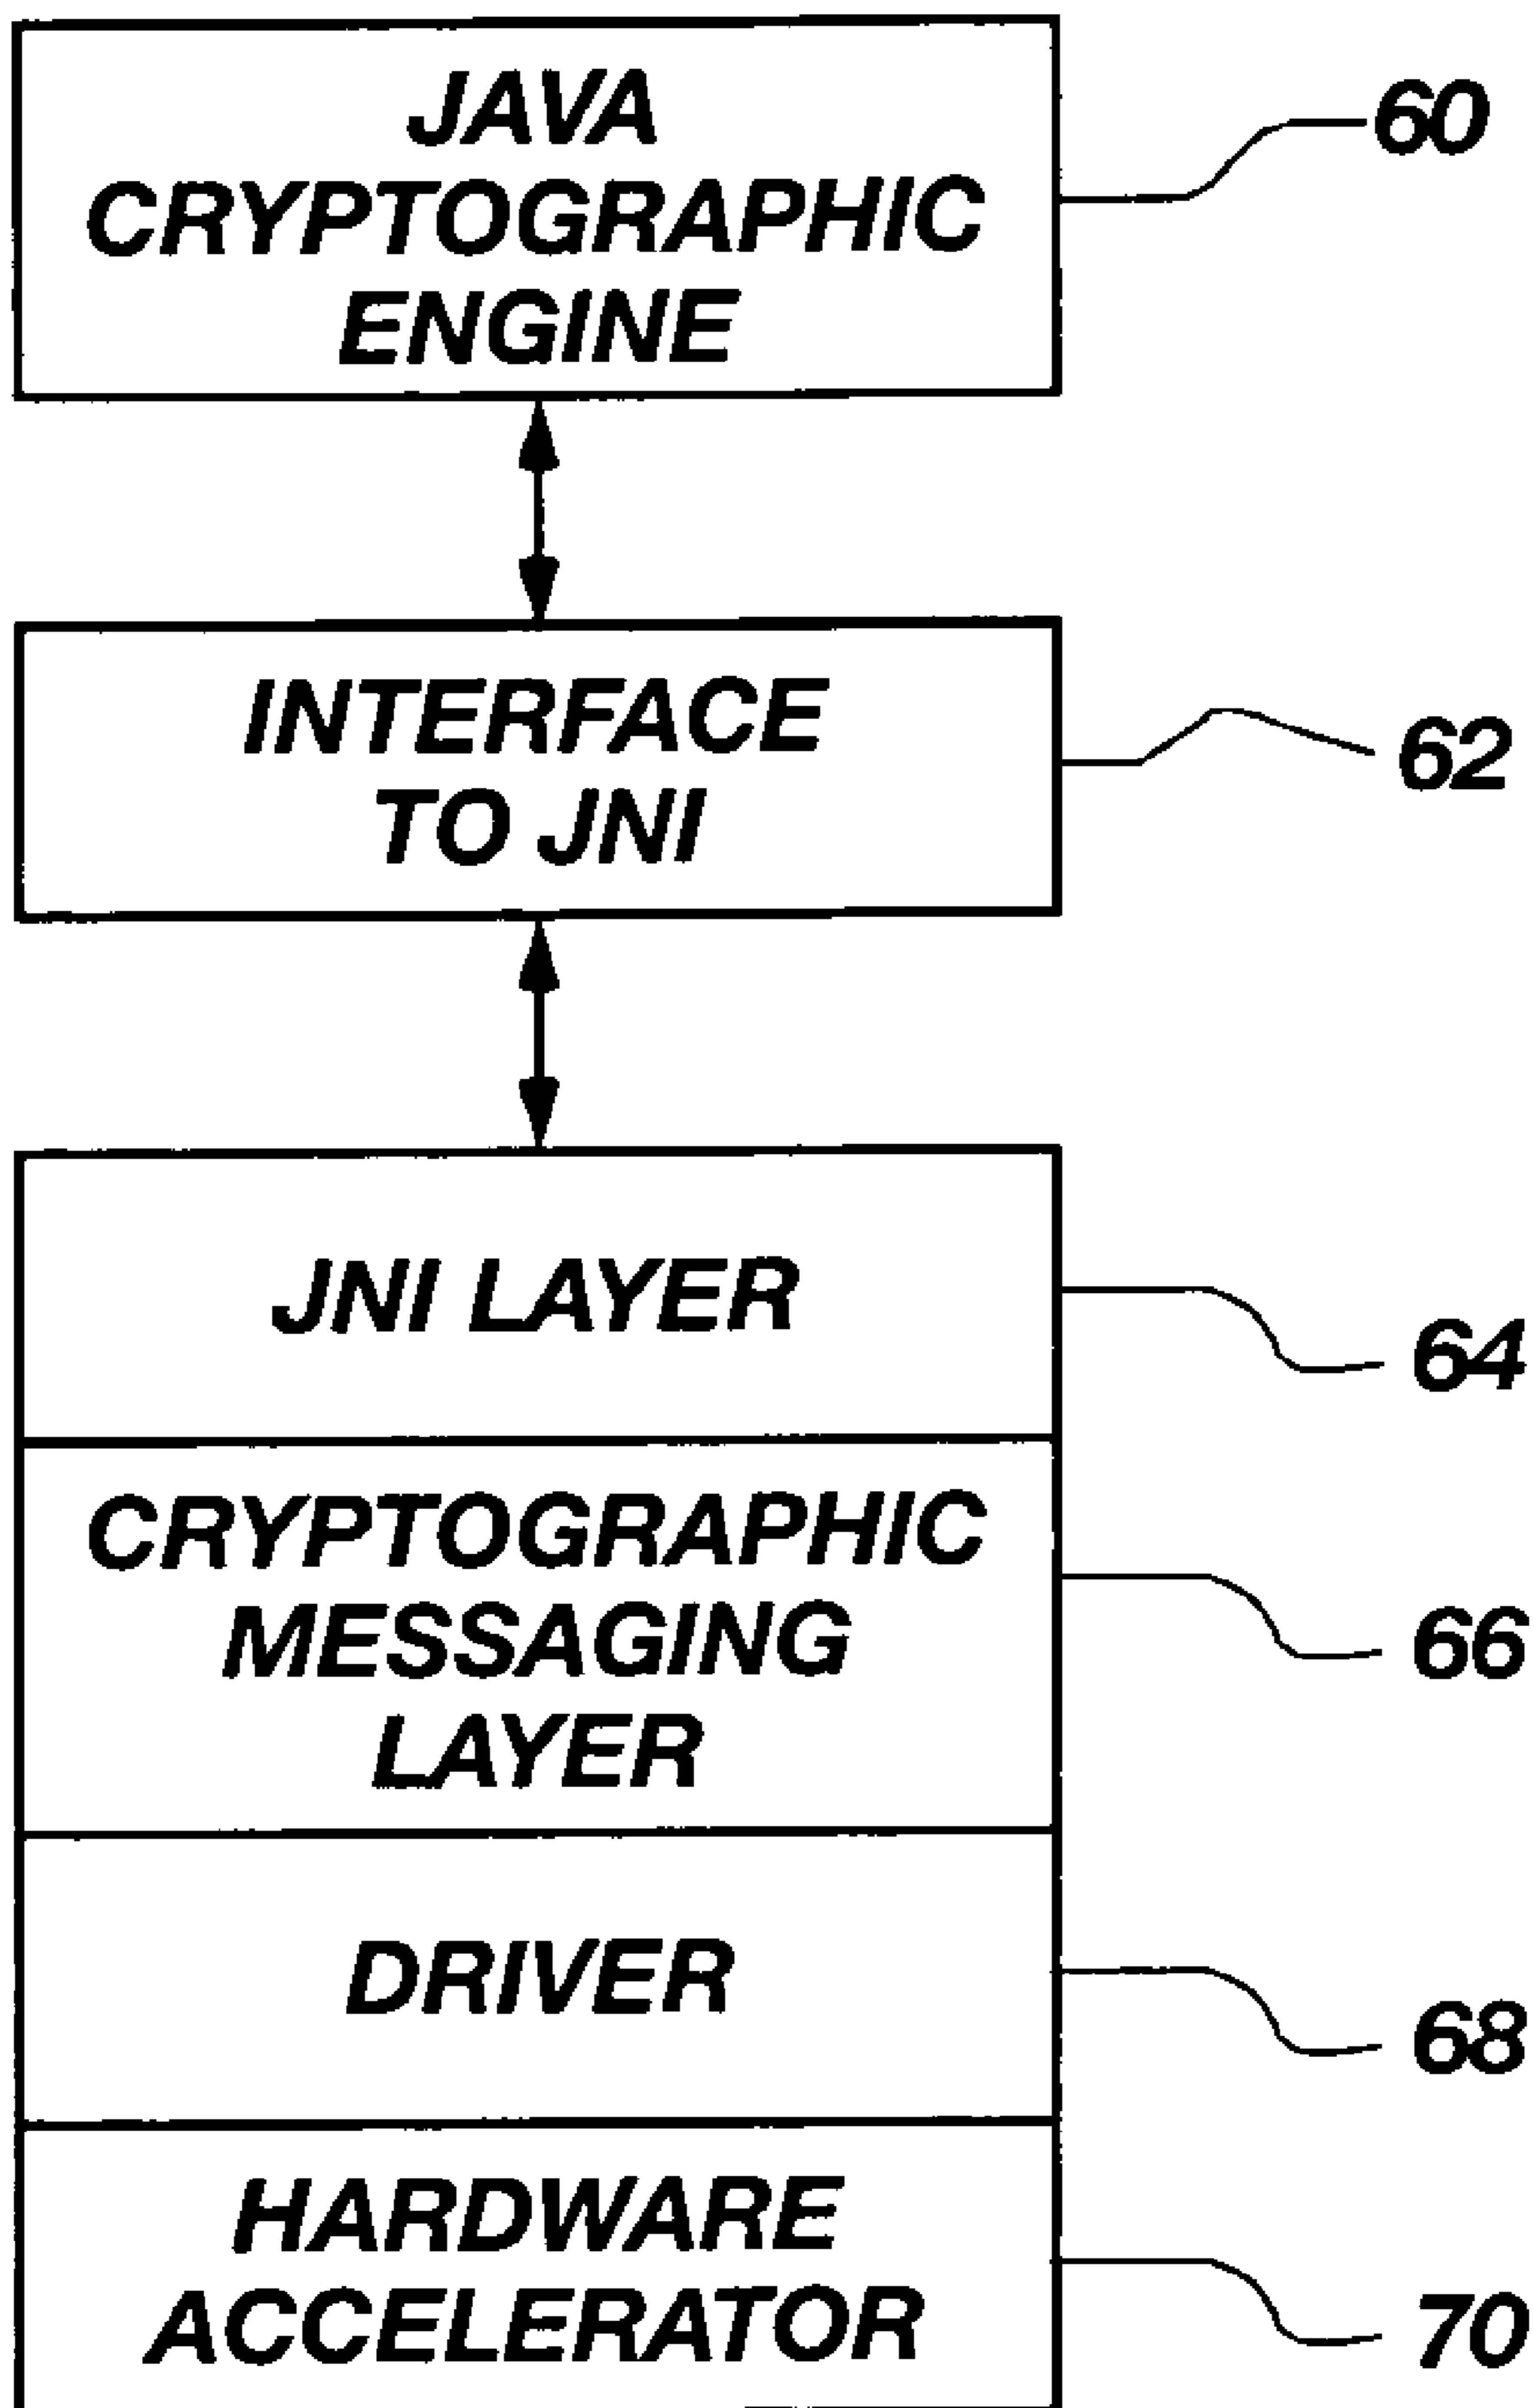 JAVA
CRYPTOGRAPHIC
ENGINE
60
INTERFACE
TO JNI
62
JNI LAYER
64
CRYPTOGRAPHIC
MESSAGING
LAYER
66
DRIVER
68
HARDWARE
ACCELERATOR
70